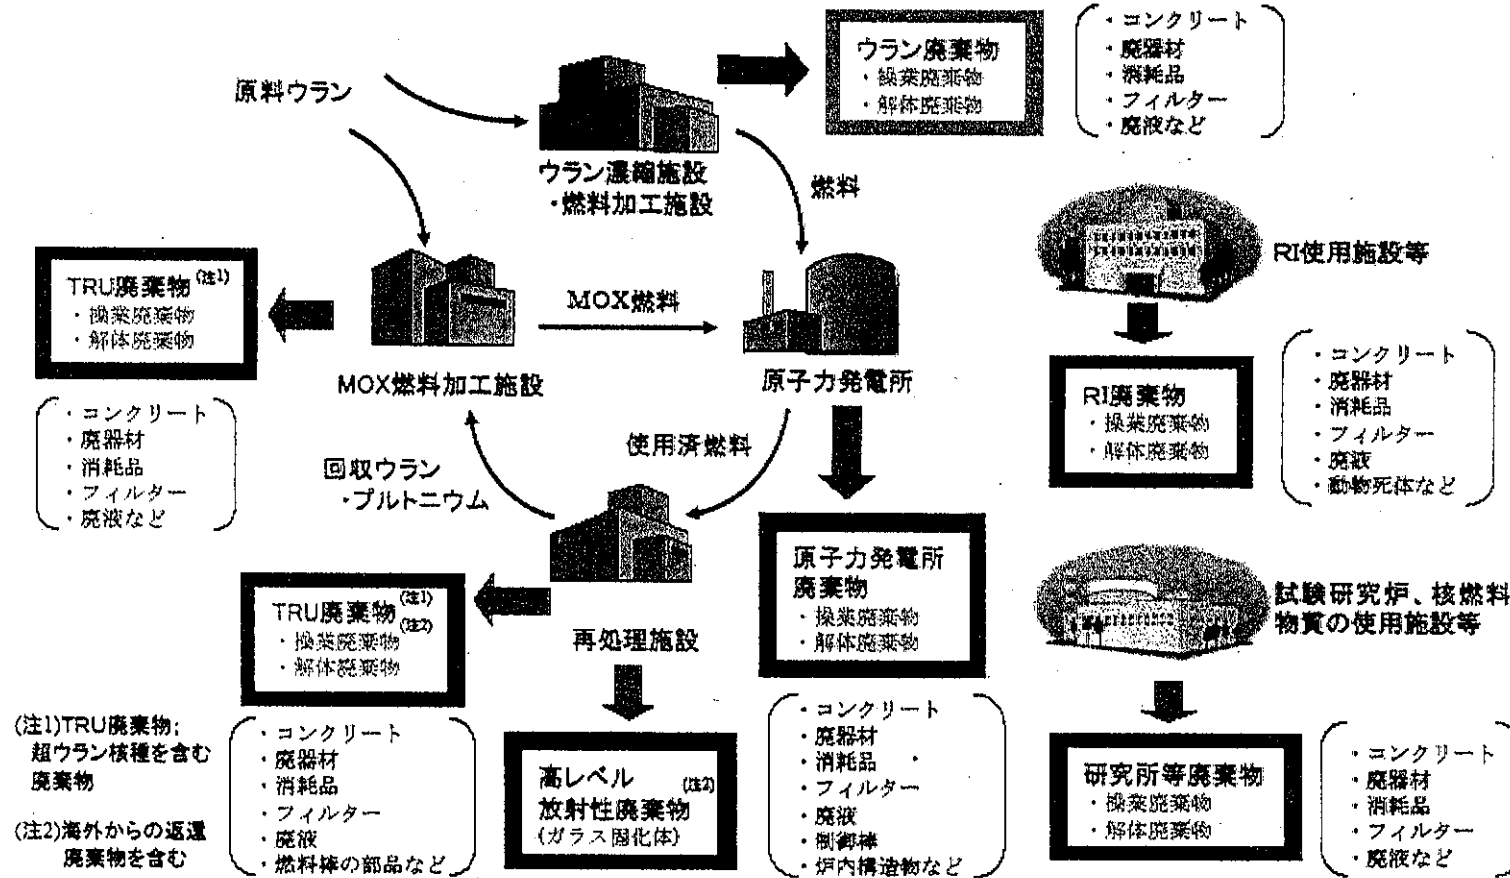 原料ウラン
ウラン濃縮施設
・燃料加工施設
ウラン廃棄物
・操業廃棄物
・解体廃棄物
・コンクリート
・廃器材
・消耗品
・フィルター
・廃液など
燃料
RI使用施設等
TRU廃棄物(注1)
・操業廃棄物
・解体廃棄物
・コンクリート
・廃器材
・消耗品
・フィルター
・廃液など
MOX燃料加工施設
MOX燃料
原子力発電所
RI廃棄物
・操業廃棄物
・解体廃棄物
・コンクリート
・廃器材
・消耗品
・フィルター
・廃液
・動物死体など
使用済燃料
回収ウラン
・プルトニウム
再処理施設
TRU廃棄物(注1)
(注2)
・操業廃棄物
・解体廃棄物
・コンクリート
・廃器材
・消耗品
・フィルター
・廃液
・燃料棒の部品など
高レベル
放射性廃棄物(注2)
(ガラス固化体)
原子力発電所
廃棄物
・操業廃棄物
・解体廃棄物
・コンクリート
・廃器材
・消耗品
・フィルター
・廃液
・制御棒
・炉内構造物など
試験研究炉、核燃料
物質の使用施設等
研究所等廃棄物
・操業廃棄物
・解体廃棄物
・コンクリート
・廃器材
・消耗品
・フィルター
・廃液など
(注1)TRU廃棄物;
超ウラン核種を含む
廃棄物
(注2)海外からの返還
廃棄物を含む